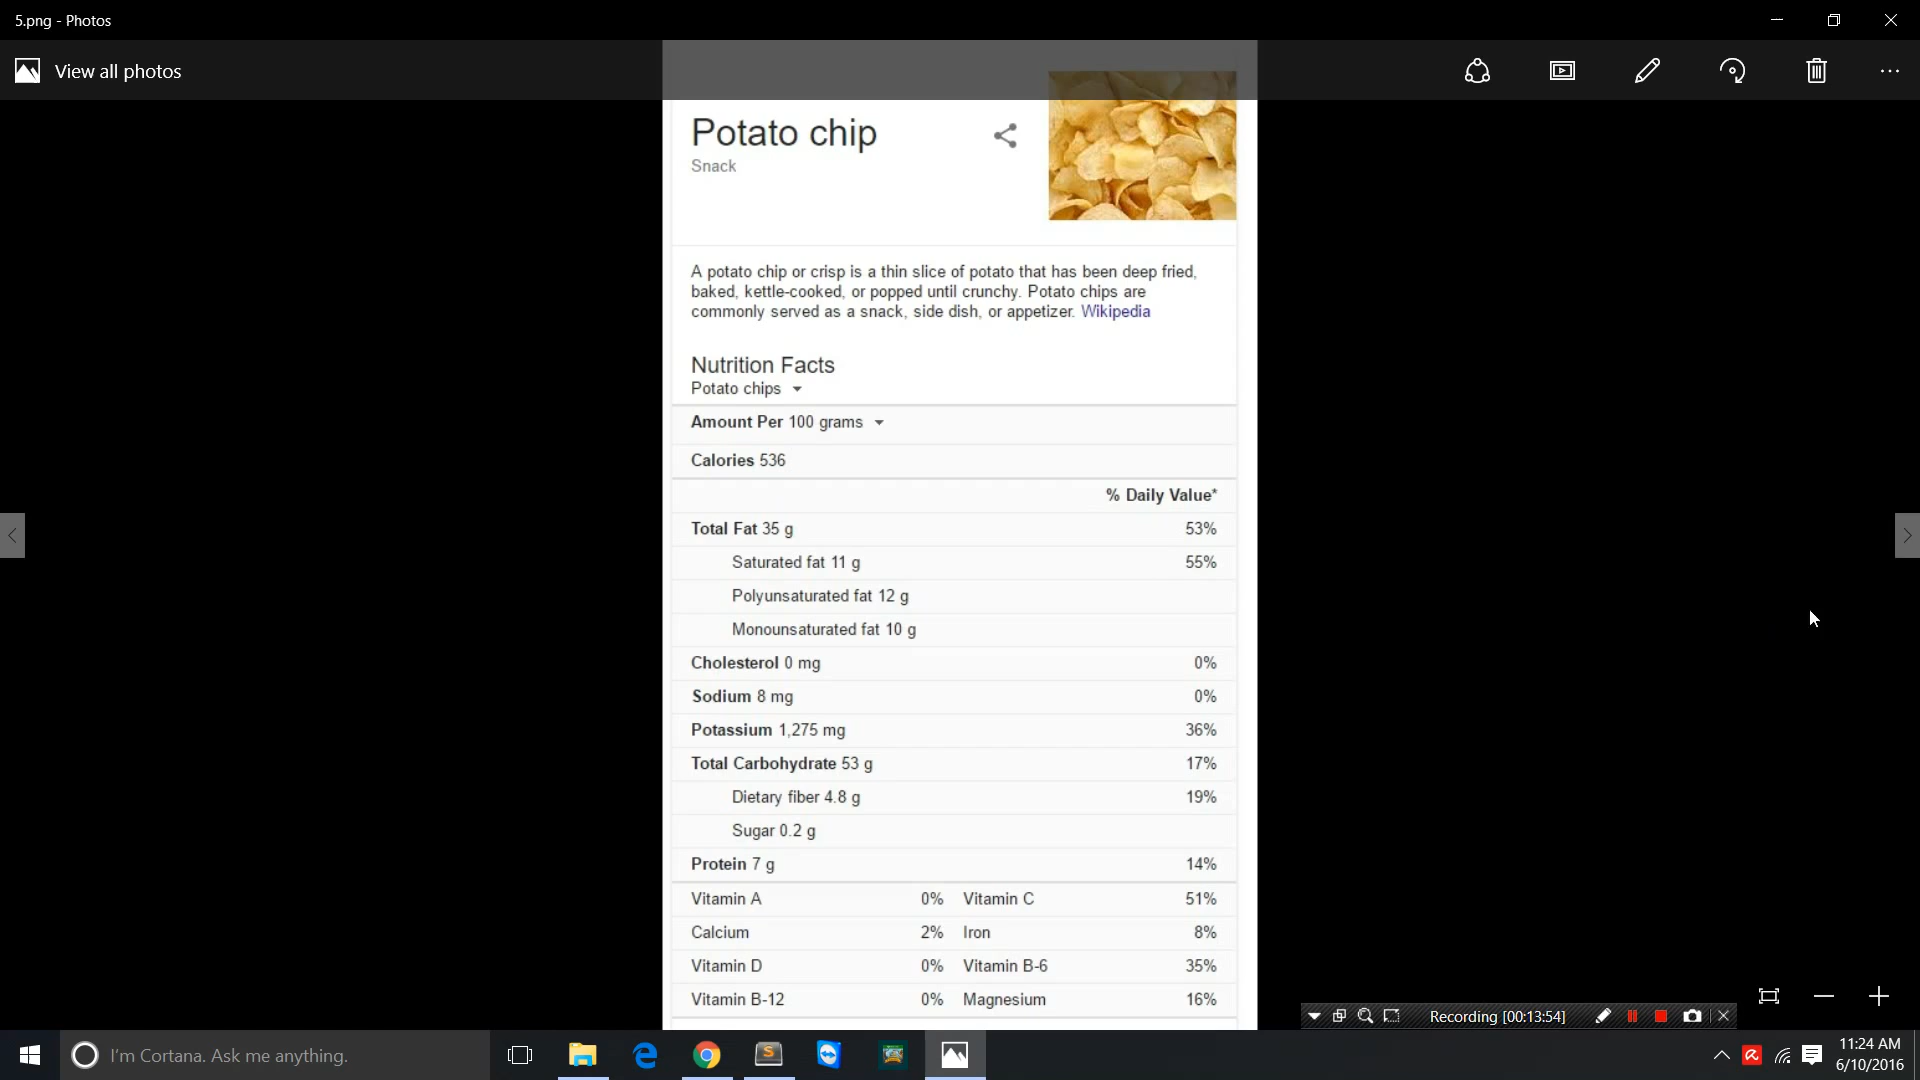 5.png - Photos
View all photos
Potato chip
Snack
A potato chip or crisp is a thin slice of potato that has been deep fried,
baked, kettle-cooked, or popped until crunchy. Potato chips are
commonly served as a snack, side dish, or appetizer. Wikipedia
Nutrition Facts
Potato chips
Amount Per 100 grams
Calories 536
% Daily Value*
Total Fat 35 g 53%
Saturated fat 11 g 55%
Polyunsaturated fat 12 g
Monounsaturated fat 10 g
Cholesterol 0 mg 0%
Sodium 8 mg 0%
Potassium 1,275 mg 36%
Total Carbohydrate 53 g 17%
Dietary fiber 4.8 g 19%
Sugar 0.2 g
Protein 7 g 14%
Vitamin A 0% Vitamin C 51%
Calcium 2% Iron 8%
Vitamin D 0% Vitamin B-6 35%
Vitamin B-12 0% Magnesium 16%
Recording [00:13:54]
I'm Cortana. Ask me anything.
11:24 AM
6/10/2016